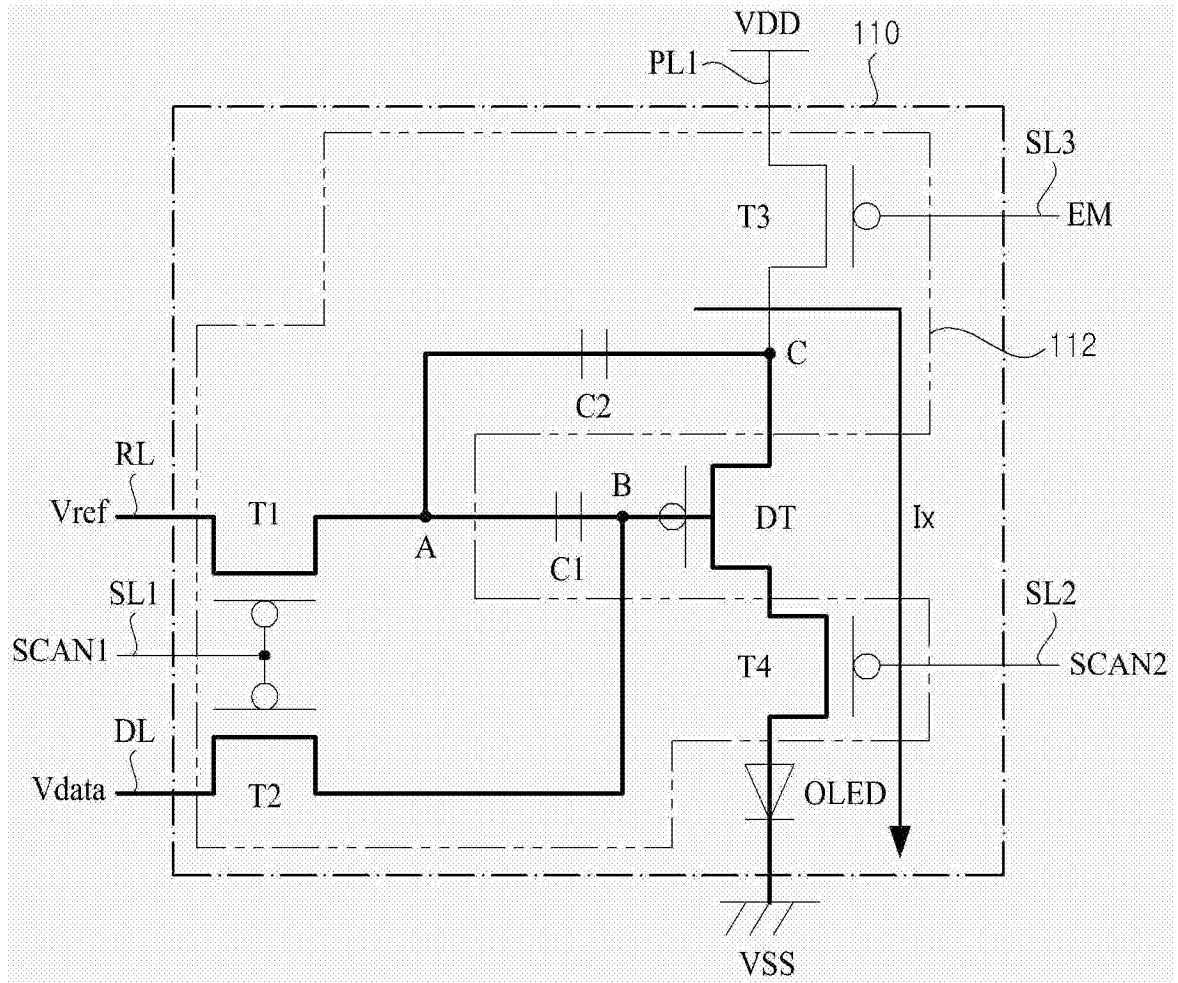 VDD
110
PL1
SL3
T3
EM
C
112
C2
RL
B
Vref
T1
DT
Ix
A
C1
SL1
SL2
SCAN1
T4
SCAN2
DL
Vdata
T2
OLED
VSS